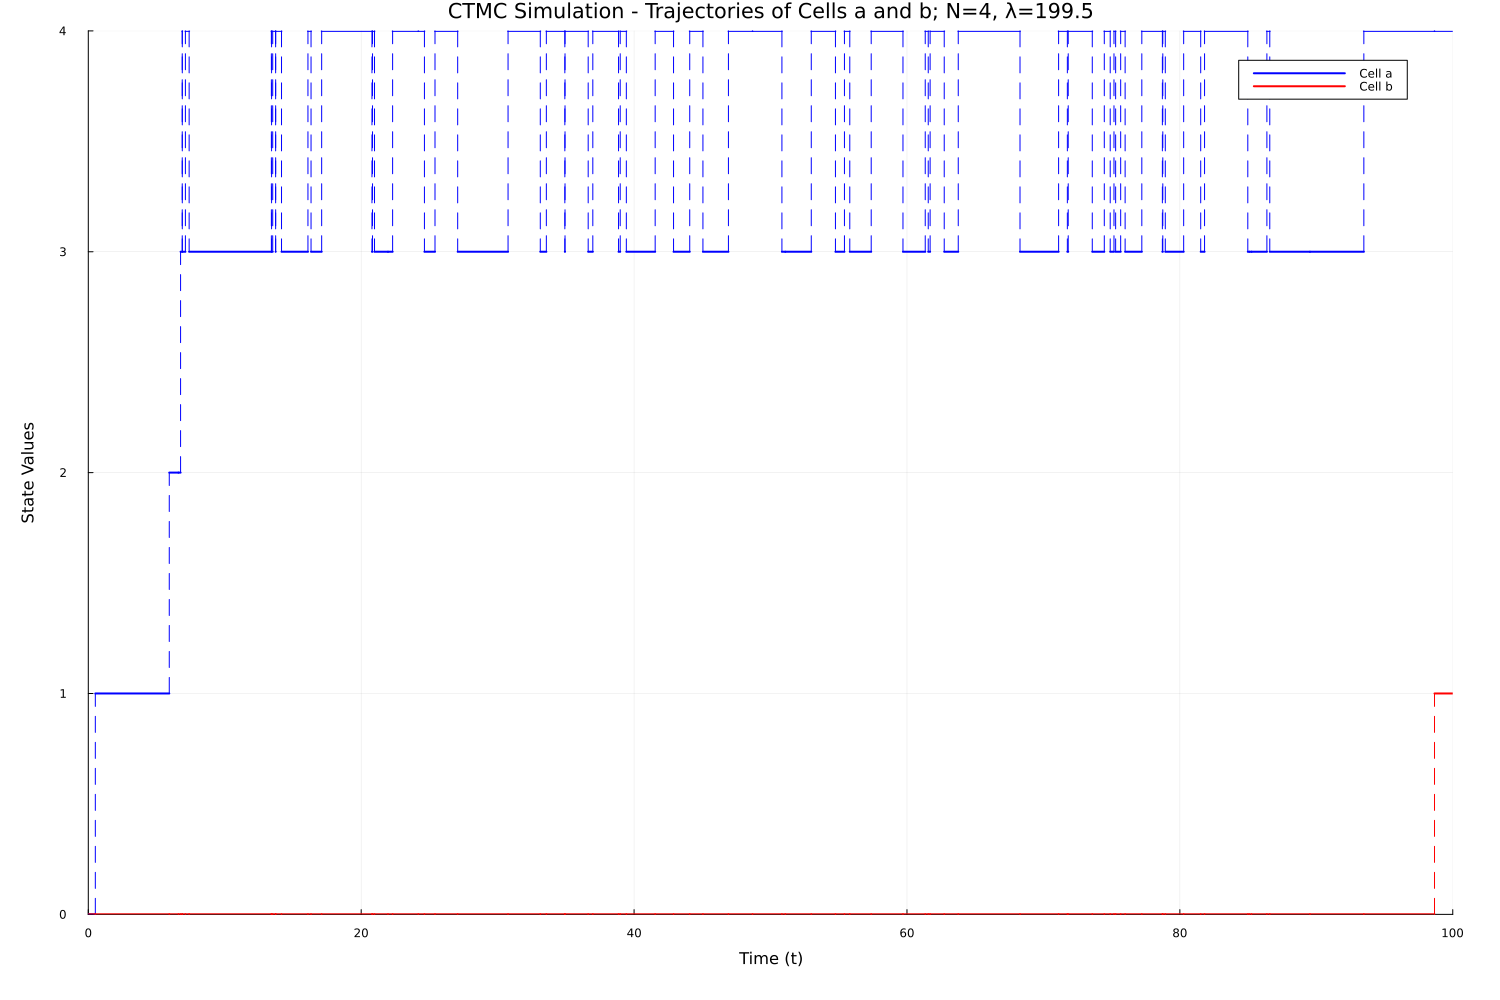 CTMC Simulation - Trajectories of Cells a and b; N=4, λ=199.5
4
Cell a
Cell b
3
State Values
2
1
0
0 20 40 60 80 100
Time (t)